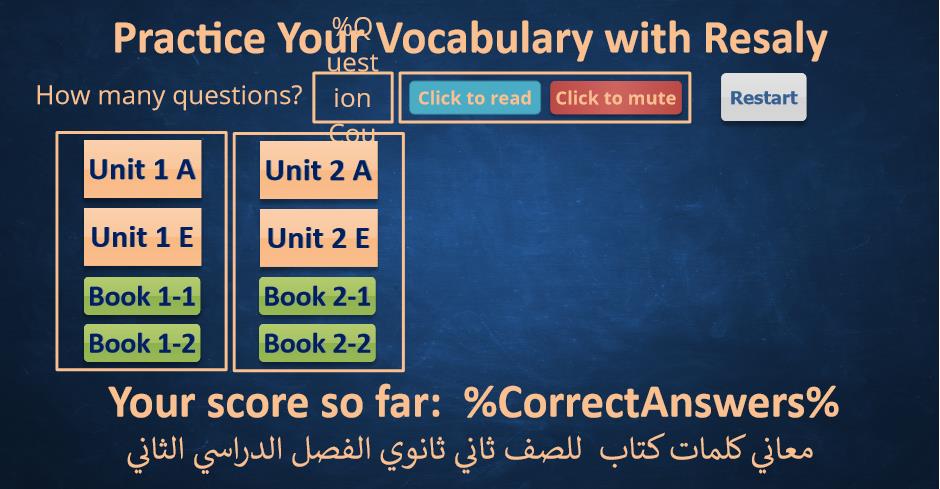 Practice Your Vocabulary with Resaly
%Q
uest
ion
Cou
How many questions?
Click to read
Click to mute
Restart
Unit 1 A
Unit 2 A
Unit 1 E
Unit 2 E
Book 1-1
Book 2-1
Book 1-2
Book 2-2
Your score so far: %CorrectAnswers%
معاني كلمات كتاب للصف ثاني ثانوي الفصل الدراسي الثاني